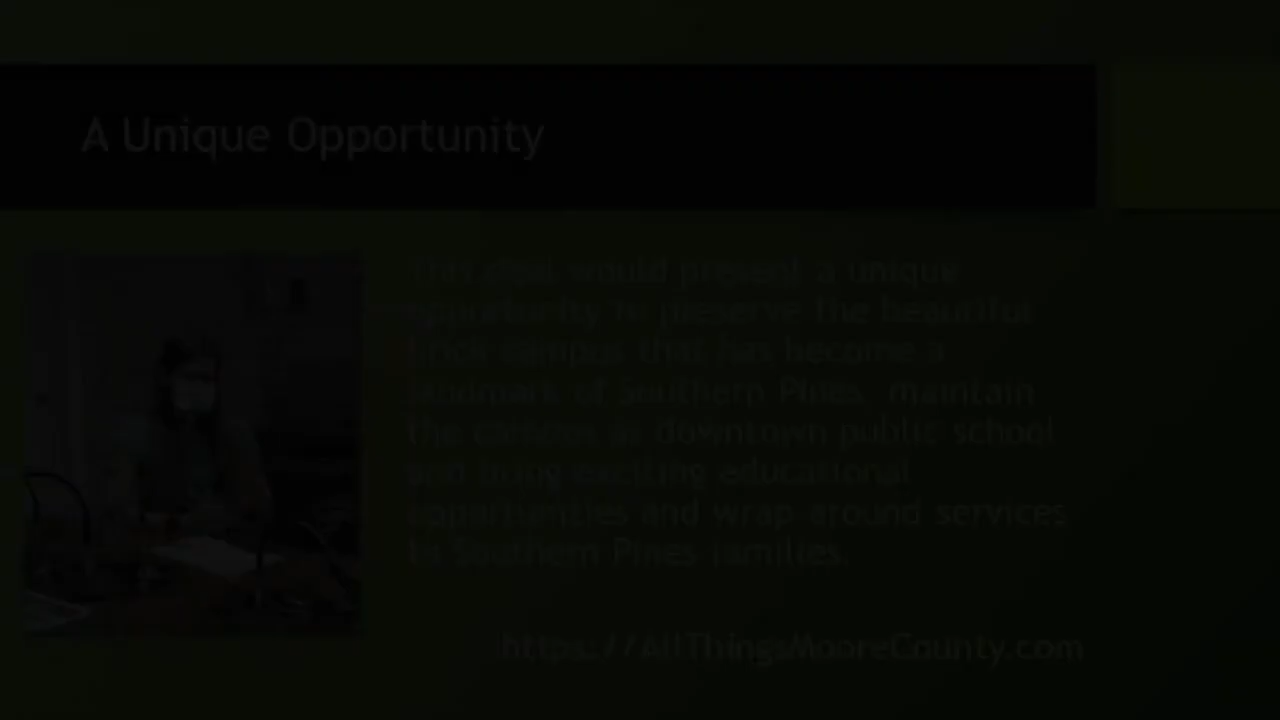 A Unique Opportunity
This deal would present a unique
opportunity to preserve the beautiful
brick campus that has become a
landmark of Southern Pines, maintain
the campus as downtown public school
and bring exciting educational
opportunities and wrap-around services
to Southern Pines families.
https://AllThingsMooreCounty.com